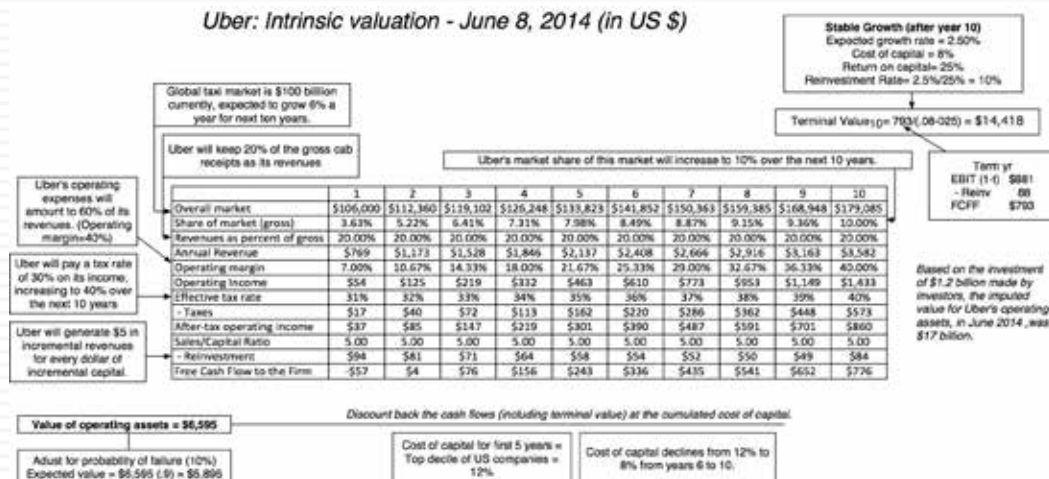 Uber: Intrinsic valuation - June 8, 2014 (in US $)
Stable Growth (after year 10)
Expected growth rate = 2.50%
Cost of capital = 8%
Return on capital= 25%
Reinvestment Rate= 2.5%/25% = 10%
Terminal Value10= 793/(.08-025) = $14,418
Term yr
EBIT (1-t) $881
- Reinv 88
FCFF $793
Global taxi market is $100 billion
currently, expected to grow 6% a
year for next ten years.
Uber will keep 20% of the gross cab
receipts as its revenues
Uber's market share of this market will increase to 10% over the next 10 years.
Uber's operating
expenses will
amount to 60% of its
revenues. (Operating
margin=40%)
Uber will pay a tax rate
of 30% on its income,
increasing to 40% over
the next 10 years
Uber will generate $5 in
incremental revenues
for every dollar of
incremental capital.
1 2 3 4 5 6 7 8 9 10
Overall market $106,000 $112,360 $119,102 $126,248 $133,823 $141,852 $150,363 $159,385 $168,948 $179,085
Share of market (gross) 3.63% 5.22% 6.41% 7.31% 7.98% 8.49% 8.87% 9.15% 9.36% 10.00%
Revenues as percent of gross 20.00% 20.00% 20.00% 20.00% 20.00% 20.00% 20.00% 20.00% 20.00% 20.00%
Annual Revenue $769 $1,173 $1,528 $1,846 $2,137 $2,408 $2,666 $2,916 $3,163 $3,582
Operating margin 7.00% 10.67% 14.33% 18.00% 21.67% 25.33% 29.00% 32.67% 36.33% 40.00%
Operating Income $54 $125 $219 $332 $463 $610 $773 $953 $1,149 $1,433
Effective tax rate 31% 32% 33% 34% 35% 36% 37% 38% 39% 40%
- Taxes $17 $40 $72 $113 $162 $220 $286 $362 $448 $573
After-tax operating income $37 $85 $147 $219 $301 $390 $487 $591 $701 $860
Sales/Capital Ratio 5.00 5.00 5.00 5.00 5.00 5.00 5.00 5.00 5.00 5.00
- Reinvestment $94 $81 $71 $64 $58 $54 $52 $50 $49 $84
Free Cash Flow to the Firm -$57 $4 $76 $156 $243 $336 $435 $541 $652 $776
Based on the investment
of $1.2 billion made by
investors, the imputed
value for Uber's operating
assets, in June 2014 ,was
$17 billion.
Discount back the cash flows (including terminal value) at the cumulated cost of capital.
Value of operating assets = $6,595
Adust for probability of failure (10%)
Expected value = $6,595 (.9) = $5,895
Cost of capital for first 5 years =
Top decile of US companies =
12%
Cost of capital declines from 12% to
8% from years 6 to 10.